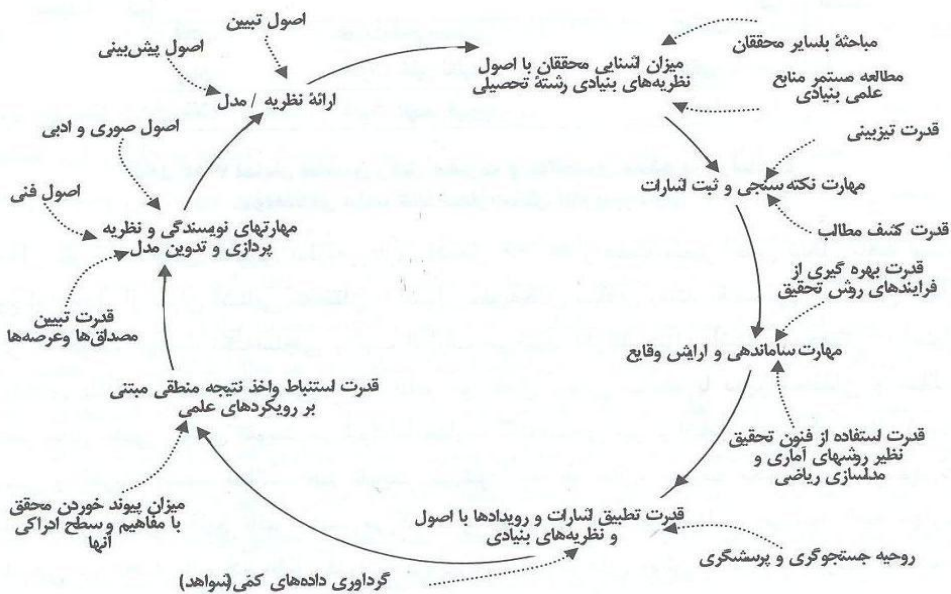 اصول تبیین
اصول پیش‌بینی
ارائهٔ نظریه / مدل
میزان آشنایی محققان با اصول
نظریه‌های بنیادی رشتهٔ تحصیلی
مباحثهٔ باسایر محققان
مطالعه مستمر منابع
علمی بنیادی
قدرت تیزبینی
مهارت نکته سنجی و ثبت اشارات
قدرت کشف مطالب
قدرت بهره گیری از
فرایندهای روش تحقیق
مهارت ساماندهی و آرایش وقایع
قدرت استفاده از فنون تحقیق
نظیر روشهای آماری و
مدلسازی ریاضی
قدرت تطبیق اشارات و رویدادها با اصول
و نظریه‌های بنیادی
روحیه جستجوگری و پرسشگری
گردآوری داده‌های کمّی(شواهد)
قدرت استنباط واخذ نتیجه منطقی مبتنی
بر رویکردهای علمی
میزان پیوند خوردن محقق
با مفاهیم وسطح ادراکی
آنها
مهارتهای نویسندگی و نظریه
پردازی و تدوین مدل
اصول صوری و ادبی
اصول فنی
قدرت تبیین
مصداق‌ها وعرصه‌ها